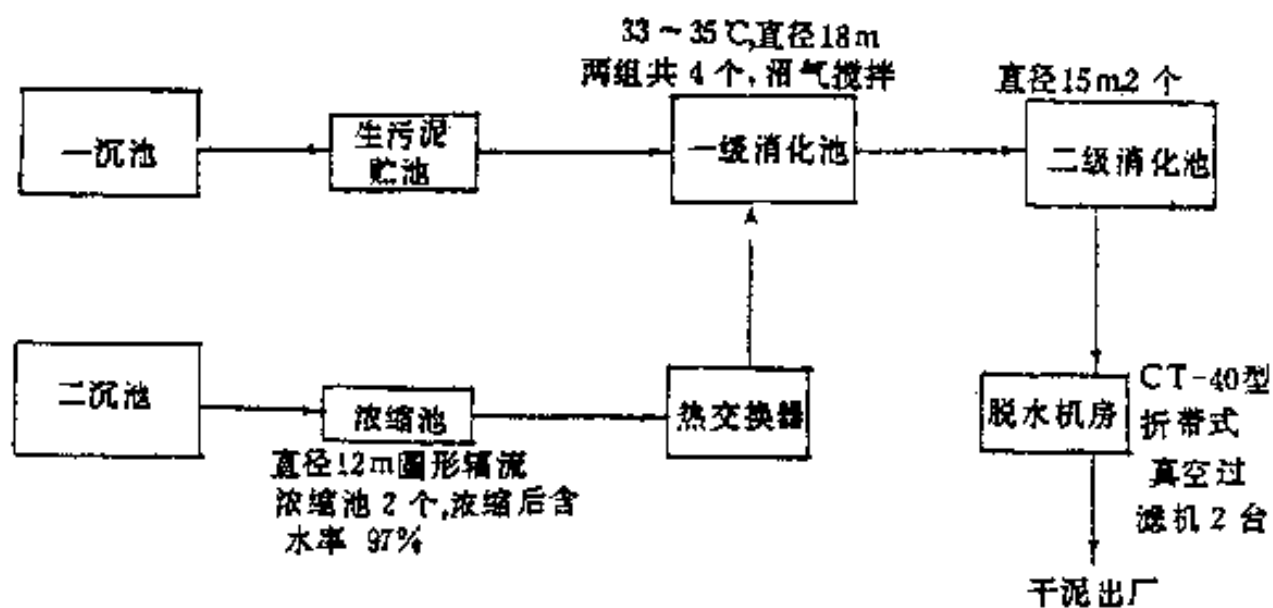 33～35℃,直径18m
两组共4个,沼气搅拌
直径15m2个
一沉池
生污泥
贮池
一级消化池
二级消化池
二沉池
浓缩池
热交换器
脱水机房
CT-40型
折带式
真空过
滤机2台
直径12m圆形辐流
浓缩池2个,浓缩后含
水率 97%
干泥出厂